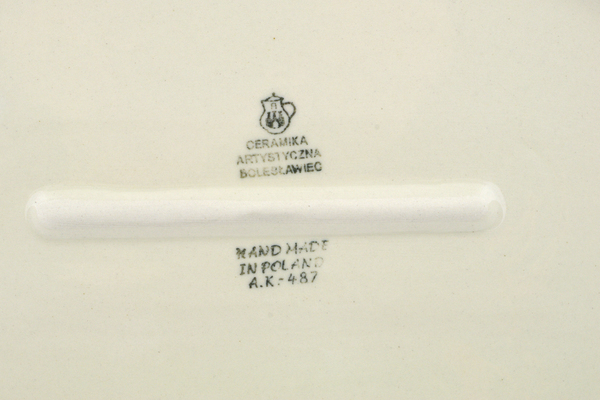 CERAMIKA
ARTYSTYCZNA
BOLESŁAWIEC
HAND MADE
IN POLAND
A.K.-487